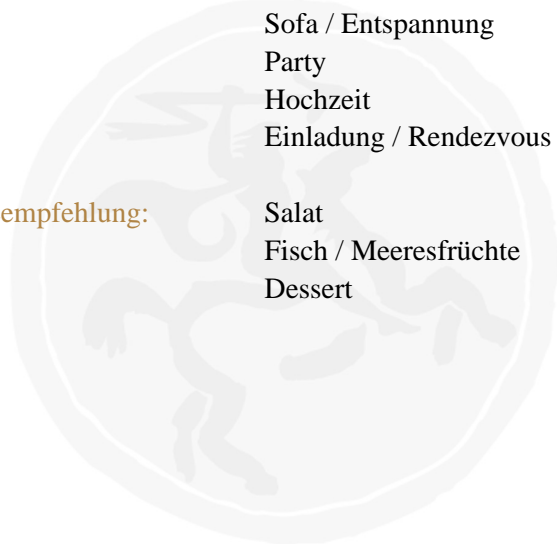 Sofa / Entspannung
Party
Hochzeit
Einladung / Rendezvous
empfehlung: Salat
Fisch / Meeresfrüchte
Dessert